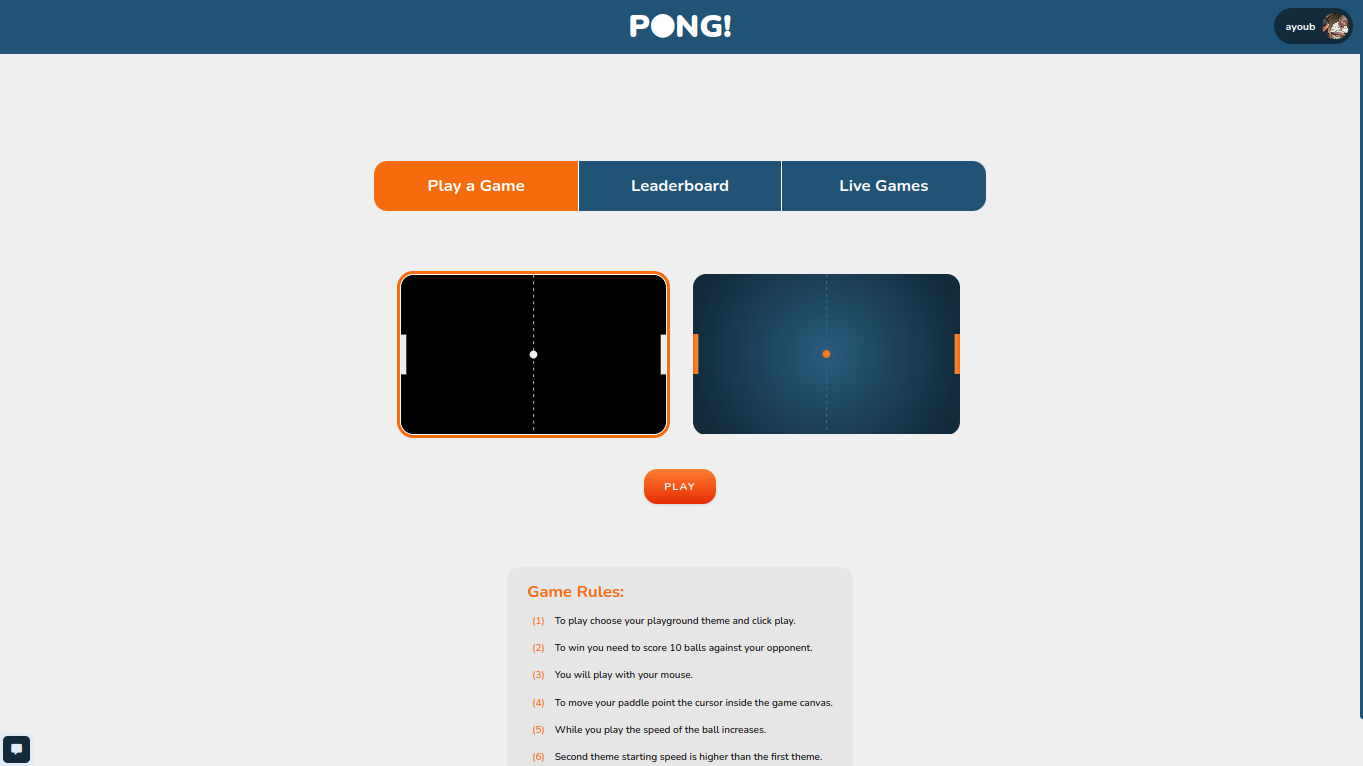 PONG!
ayoub
Play a Game
Leaderboard
Live Games
PLAY
Game Rules:
(1) To play choose your playground theme and click play.
(2) To win you need to score 10 balls against your opponent.
(3) You will play with your mouse.
(4) To move your paddle point the cursor inside the game canvas.
(5) While you play the speed of the ball increases.
(6) Second theme starting speed is higher than the first theme.